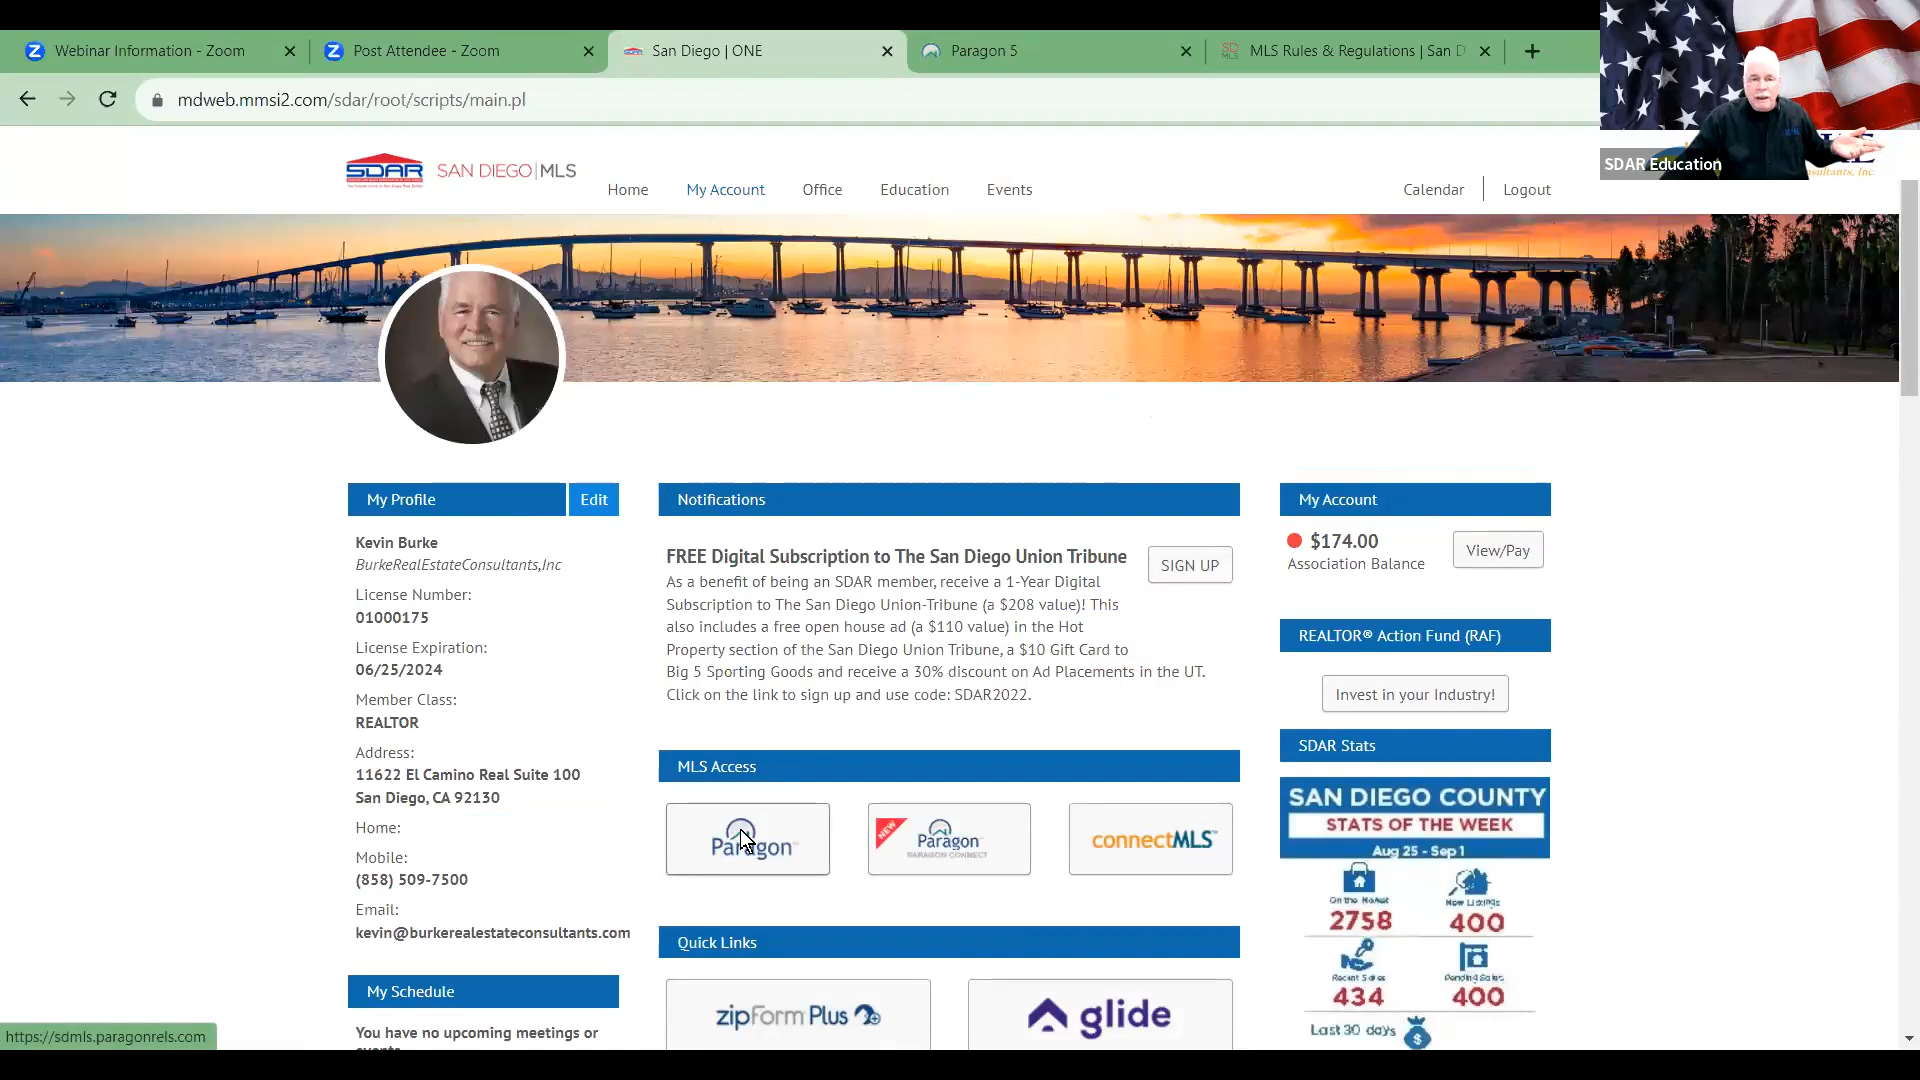 Webinar Information - Zoom
Post Attendee - Zoom
San Diego | ONE
Paragon 5
MLS Rules & Regulations | San D
mdweb.mmsi2.com/sdar/root/scripts/main.pl
SDAR Education
sultants, Inc.
SDAR
SAN DIEGO | MLS
Home
My Account
Office
Education
Events
Calendar
Logout
My Profile
Edit
Kevin Burke
BurkeRealEstateConsultants,Inc
License Number:
01000175
License Expiration:
06/25/2024
Member Class:
REALTOR
Address:
11622 El Camino Real Suite 100
San Diego, CA 92130
Home:
Mobile:
(858) 509-7500
Email:
kevin@burkerealestateconsultants.com
My Schedule
You have no upcoming meetings or
Notifications
FREE Digital Subscription to The San Diego Union Tribune
SIGN UP
As a benefit of being an SDAR member, receive a 1-Year Digital
Subscription to The San Diego Union-Tribune (a $208 value)! This
also includes a free open house ad (a $110 value) in the Hot
Property section of the San Diego Union Tribune, a $10 Gift Card to
Big 5 Sporting Goods and receive a 30% discount on Ad Placements in the UT.
Click on the link to sign up and use code: SDAR2022.
MLS Access
Paragon
NEW
Paragon
PARAGON CONNECT
connectMLS™
Quick Links
zipForm Plus
glide
My Account
$174.00
Association Balance
View/Pay
REALTOR® Action Fund (RAF)
Invest in your Industry!
SDAR Stats
SAN DIEGO COUNTY
STATS OF THE WEEK
Aug 25 - Sep 1
On the Market
2758
New Listings
400
Recent Sales
434
Pending Sales
400
Last 30 days
https://sdmls.paragonrels.com